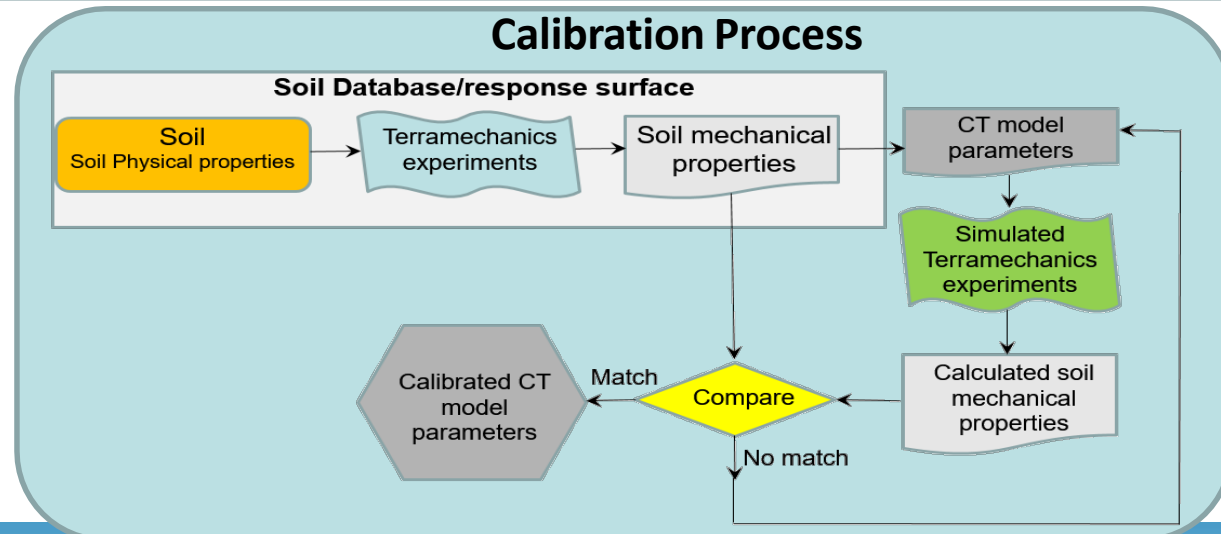 Calibration Process
Soil Database/response surface
Soil
Soil Physical properties
Terramechanics
experiments
Soil mechanical
properties
CT model
parameters
Simulated
Terramechanics
experiments
Calculated soil
mechanical
properties
Compare
Match
Calibrated CT
model
parameters
No match